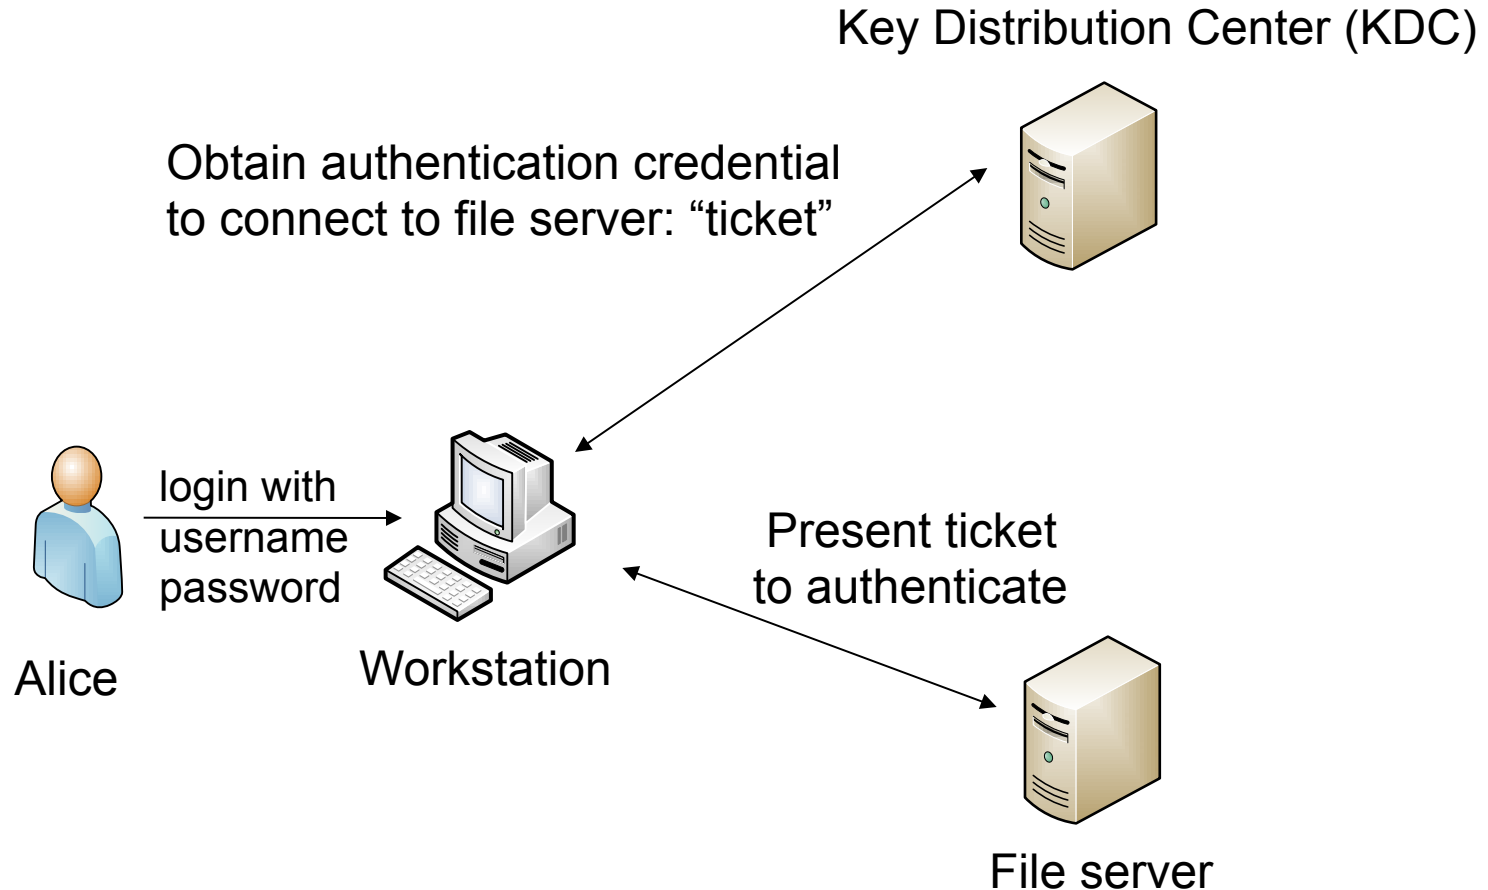 Key Distribution Center (KDC)
Obtain authentication credential
to connect to file server: “ticket”
login with
username
password
Alice
Workstation
Present ticket
to authenticate
File server